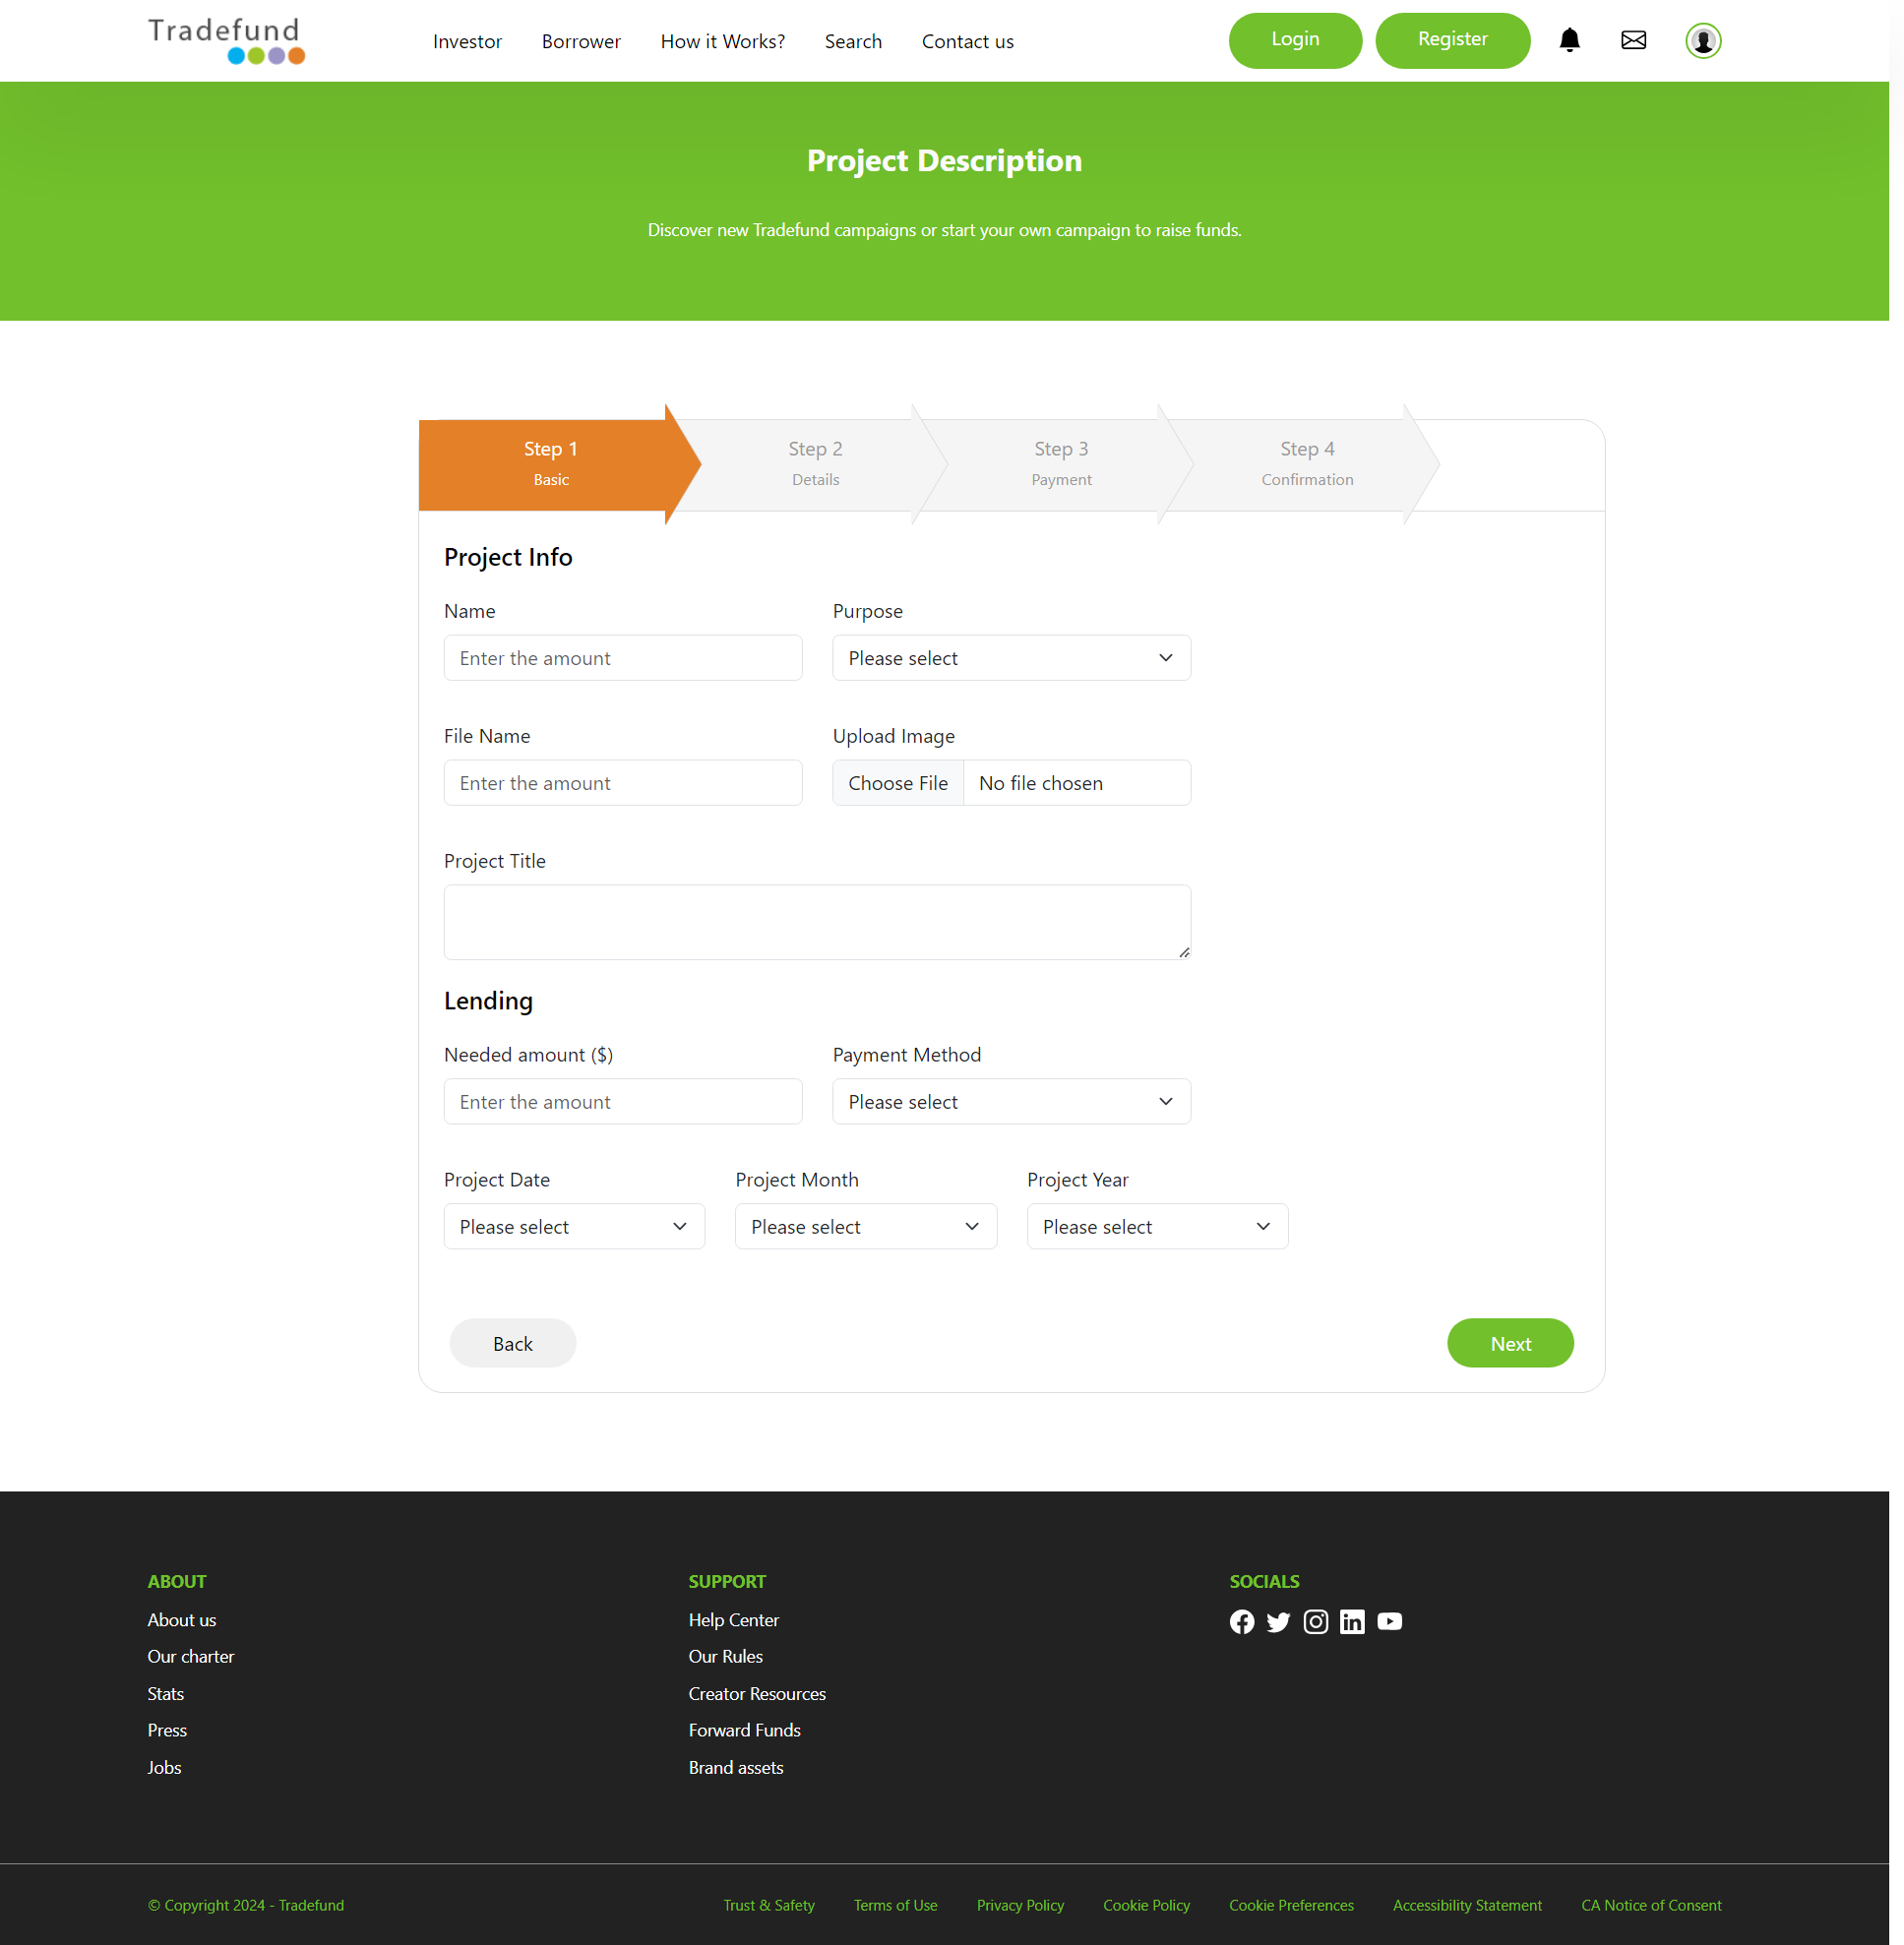 Tradefund
Investor Borrower How it Works? Search Contact us
Login Register
Project Description
Discover new Tradefund campaigns or start your own campaign to raise funds.
Step 1 Step 2 Step 3 Step 4
Basic Details Payment Confirmation
Project Info
Name Purpose
Enter the amount Please select
File Name Upload Image
Enter the amount Choose File No file chosen
Project Title
Lending
Needed amount ($) Payment Method
Enter the amount Please select
Project Date Project Month Project Year
Please select Please select Please select
Back Next
ABOUT SUPPORT SOCIALS
About us Help Center
Our charter Our Rules
Stats Creator Resources
Press Forward Funds
Jobs Brand assets
© Copyright 2024 - Tradefund Trust & Safety Terms of Use Privacy Policy Cookie Policy Cookie Preferences Accessibility Statement CA Notice of Consent